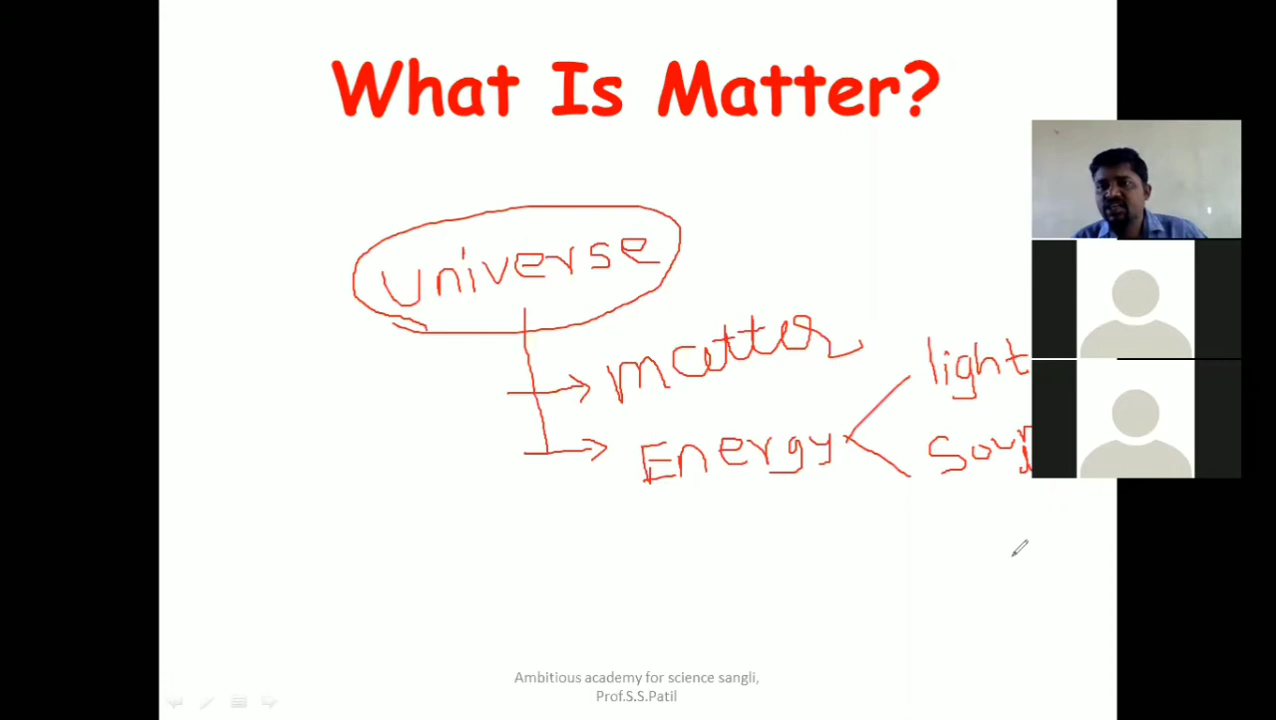 What Is Matter?
universe
matter
light
Energy
Ambitious academy for science sangli,
Prof.S.S.Patil